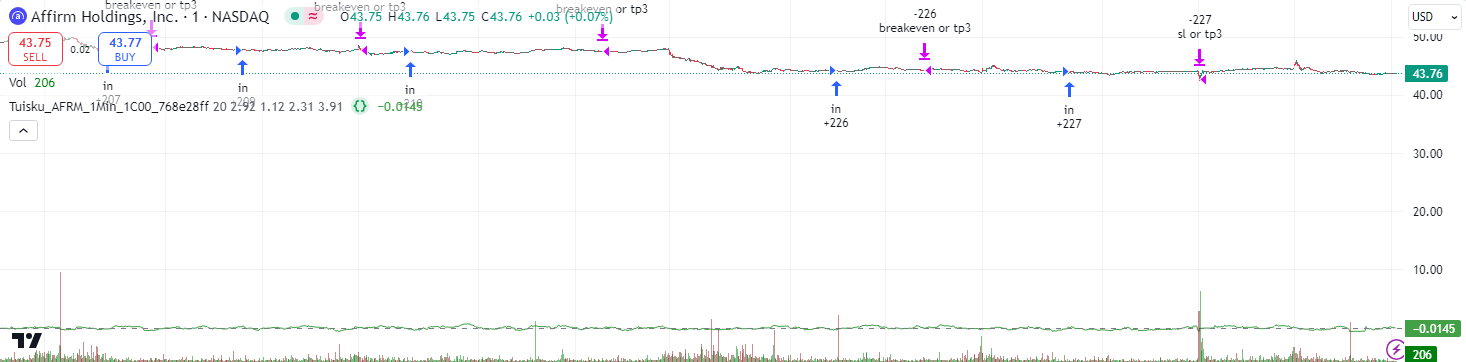 breakeven or tp3
Affirm Holdings, Inc. · 1 · NASDAQ
O43.75 H43.76 L43.75 C43.76 +0.03 (+0.07%)
breakeven or tp3
breakeven or tp3
-226
breakeven or tp3
-227
sl or tp3
USD
50.00
43.75
SELL
0.02
43.77
BUY
43.76
Vol 206
40.00
in
+207
in
in
Tuisku_AFRM_1Min_1C00_768e28ff 20 2.92 1.12 2.31 3.91 {} −0.0145
in
+226
in
+227
30.00
20.00
10.00
−0.0145
206